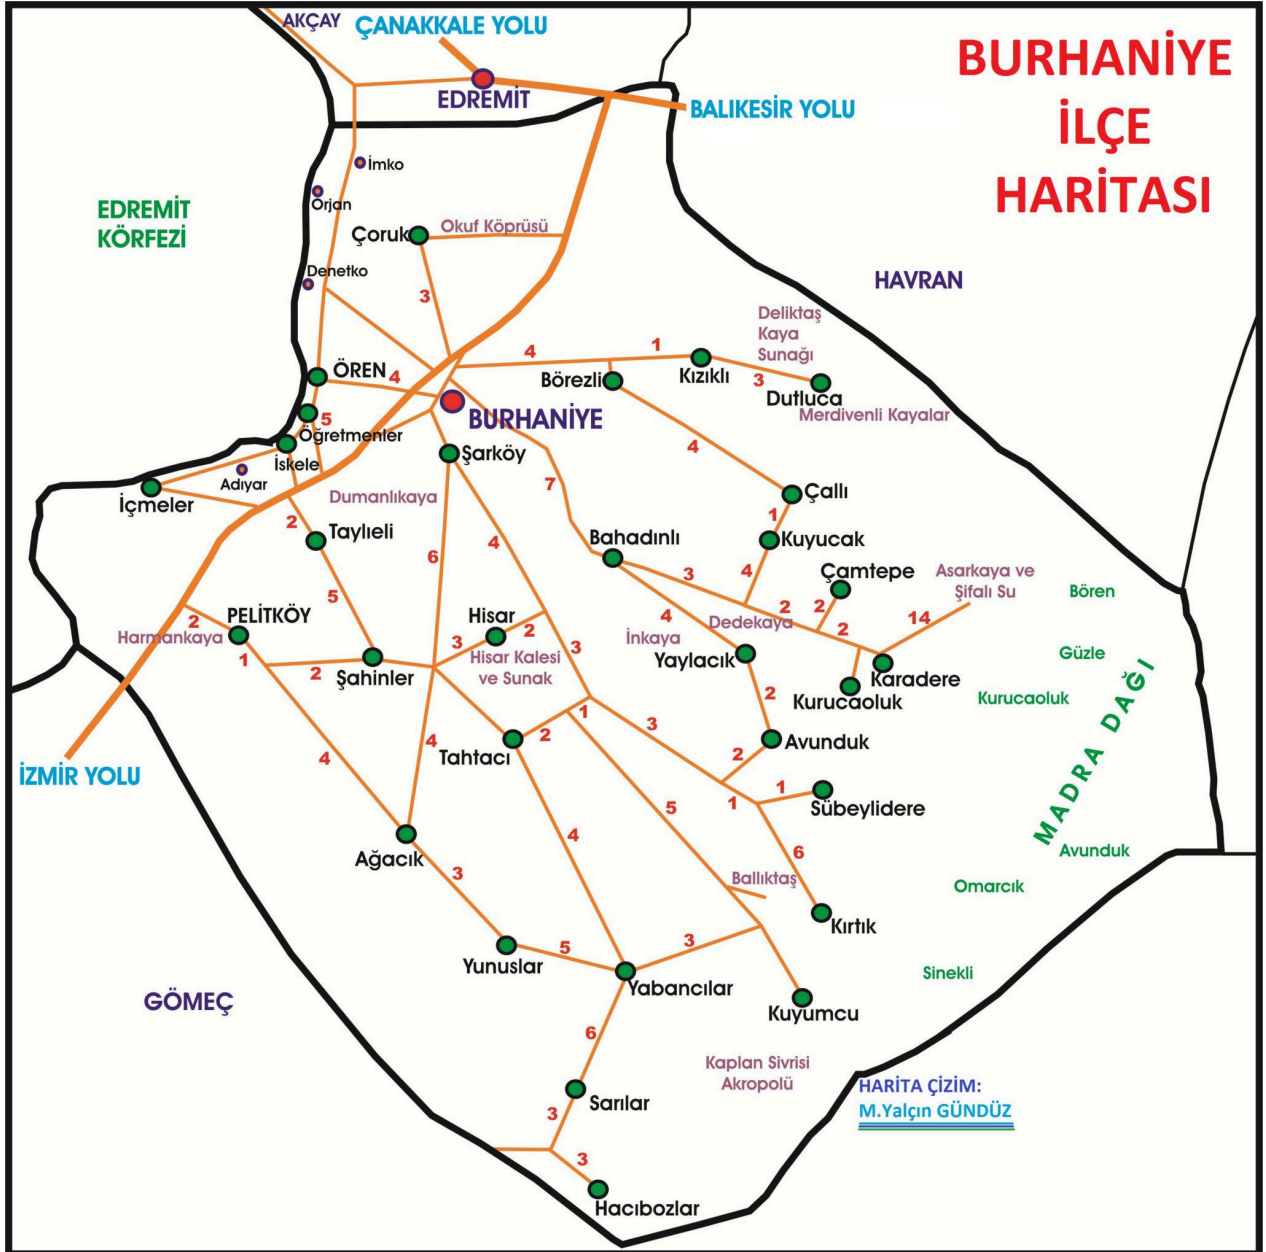 AKÇAY
ÇANAKKALE YOLU
BURHANİYE
İLÇE
HARİTASI
EDREMİT
BALIKESİR YOLU
İmko
Orjan
EDREMİT
KÖRFEZİ
Çoruk
Okuf Köprüsü
Denetko
HAVRAN
3
Deliktaş
Kaya
Sunağı
4
1
ÖREN
4
Börezli
Kızıklı
3
Dutluca
Merdivenli Kayalar
BURHANİYE
5
Öğretmenler
İskele
Şarköy
4
Adıyar
7
İçmeler
Dumanlıkaya
Çallı
2
Taylıeli
1
6
4
Bahadınlı
Kuyucak
3
4
Çamtepe
Asarkaya ve
Şifalı Su
Bören
5
PELİTKÖY
2
Harmankaya
Hisar
3
2
4
İnkaya
Dedekaya
2
2
2
14
1
2
Şahinler
Hisar Kalesi
ve Sunak
3
Yaylacık
Karadere
Kurucaoluk
Güzle
Kurucaoluk
MADRA DAĞI
2
4
4
Tahtacı
2
1
3
Avunduk
2
İZMİR YOLU
1
1
Sübeylidere
5
4
6
Ağacık
3
Avunduk
Ballıktaş
Omarcık
Kırtık
3
5
Yunuslar
Yabancılar
Sinekli
Kuyumcu
GÖMEÇ
6
Kaplan Sivrisi
Akropolü
HARİTA ÇİZİM:
M.Yalçın GÜNDÜZ
Sarılar
3
3
Hacıbozlar